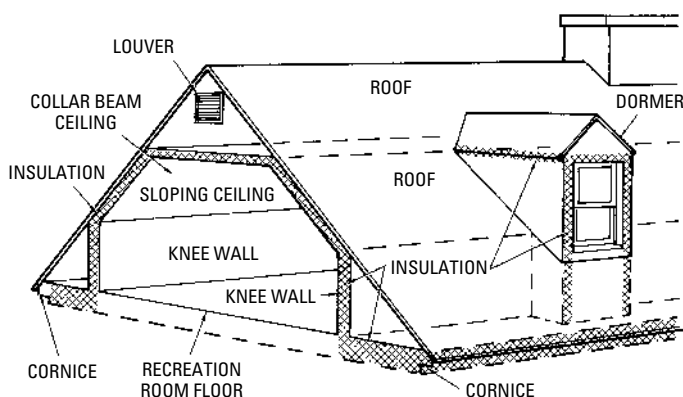 LOUVER
ROOF
DORMER
COLLAR BEAM
CEILING
INSULATION
SLOPING CEILING
ROOF
KNEE WALL
INSULATION
KNEE WALL
CORNICE
RECREATION
ROOM FLOOR
CORNICE